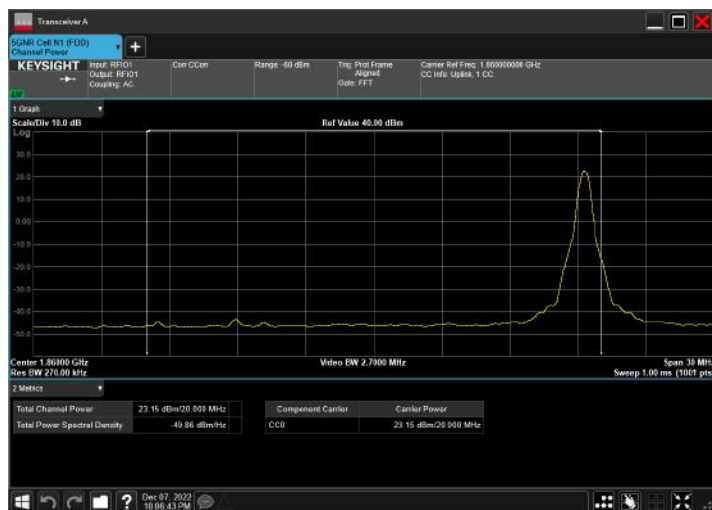 Transceiver A
5GNR Cell N1 (FDD)
Channel Power
KEYSIGHT
Input: RFIO1
Output: RFIO1
Coupling: AC
Corr CCorr
Range: -60 dBm
Trig: Prot Frame
Aligned
Gate: FFT
Carrier Ref Freq: 1.860000000 GHz
CC Info: Uplink, 1 CC
1 Graph
Scale/Div 10.0 dB
Ref Value 40.00 dBm
Log
30.0
20.0
10.0
0.00
-10.0
-20.0
-30.0
-40.0
-50.0
Center 1.86000 GHz
Video BW 2.7000 MHz
Span 30 MHz
Res BW 270.00 kHz
Sweep 1.00 ms (1001 pts
2 Metrics
Total Channel Power
23.15 dBm/20.000 MHz
Total Power Spectral Density
-49.86 dBm/Hz
Component Carrier
Carrier Power
CC0
23.15 dBm/20.000 MHz
Dec 07, 2022
10:06:43 PM